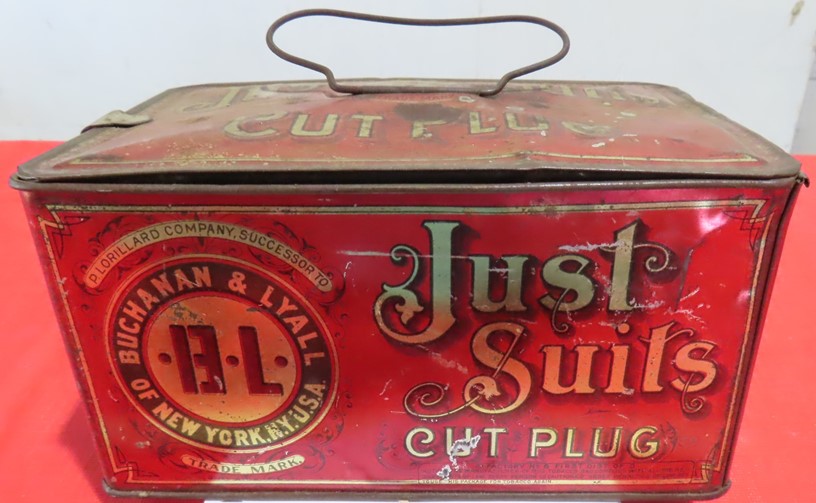 CUT PLUG
P. LORILLARD COMPANY, SUCCESSOR TO
BUCHANAN & LYALL
B·L
OF NEW YORK, N.Y. U.S.A.
TRADE MARK.
Just
Suits
CUT PLUG